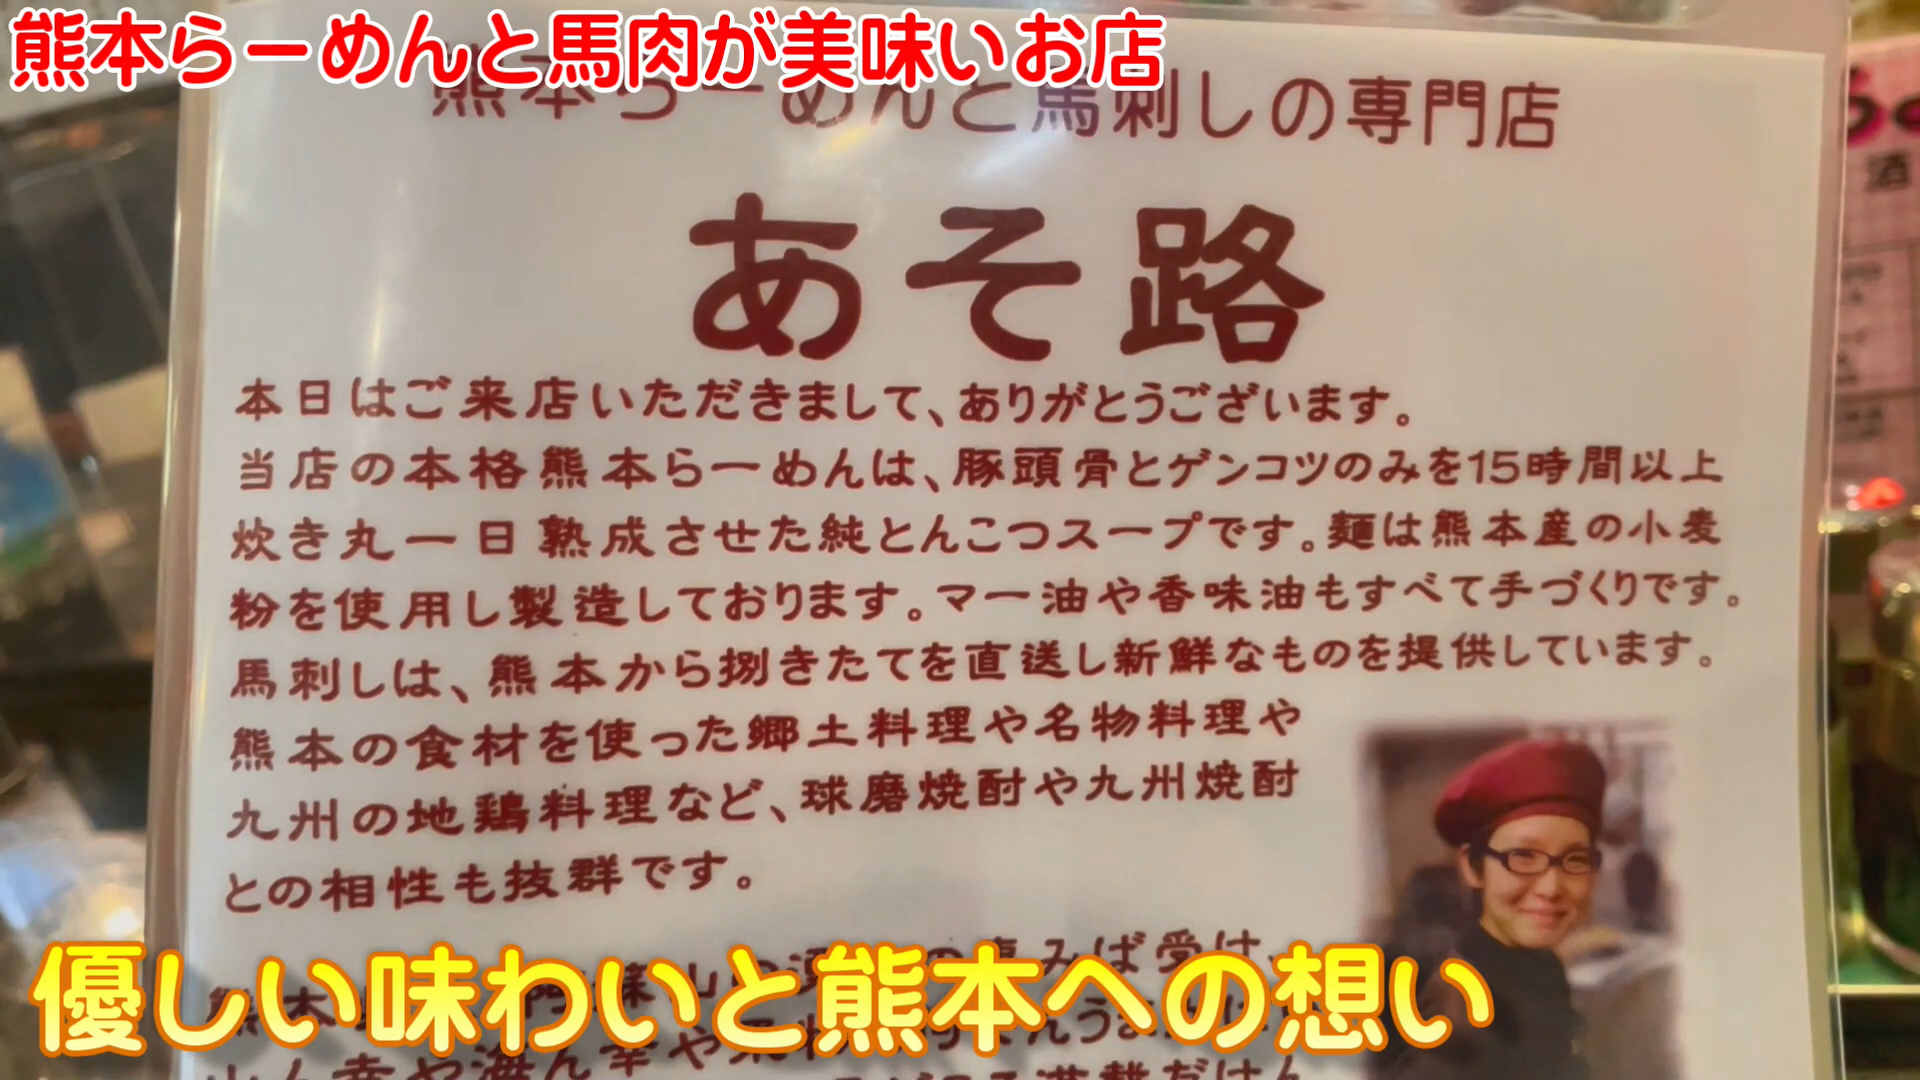 熊本らーめんと馬肉が美味いお店
熊本らーめんと馬刺しの専門店
あそ路
本日はご来店いただきまして、ありがとうございます。
当店の本格熊本らーめんは、豚頭骨とゲンコツのみを15時間以上
炊き丸一日熟成させた純とんこつスープです。麺は熊本産の小麦
粉を使用し製造しております。マー油や香味油もすべて手づくりです。
馬刺しは、熊本から捌きたてを直送し新鮮なものを提供しています。
熊本の食材を使った郷土料理や名物料理や
九州の地鶏料理など、球磨焼酎や九州焼酎
との相性も抜群です。
みば受け、
優しい味わいと熊本への想い
酒